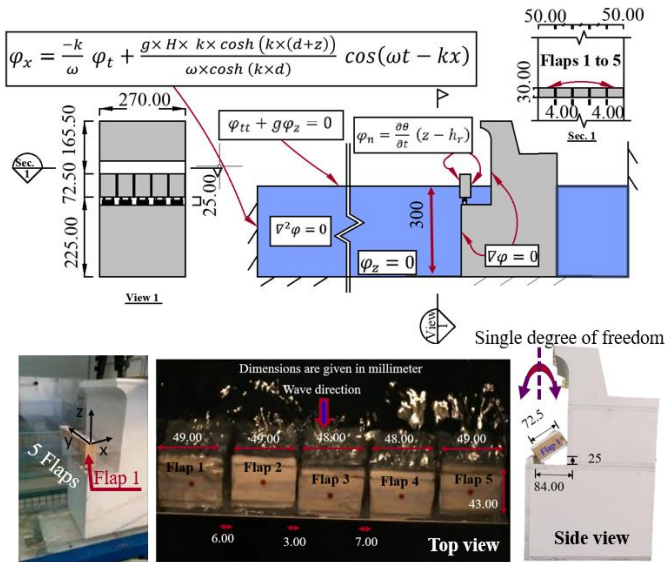 φₓ = -k/ω φₜ + g× H× k× cosh (k×(d+z)) / ω×cosh (k×d) cos(ωt − kx)
50.00 50.00
Flaps 1 to 5
30.00
4.00 4.00
Sec. 1
270.00
165.50
72.50
225.00
25.00
Sec. 1
View 1
φₜₜ + gφ_z = 0
φₙ = ∂θ/∂t (z − hᵣ)
∇²φ = 0
300
∇φ = 0
φ_z = 0
View 1
Single degree of freedom
Dimensions are given in millimeter
Wave direction
z
y
x
5 Flaps
Flap 1
49.00 49.00 48.00 48.00 49.00
Flap 1 Flap 2 Flap 3 Flap 4 Flap 5
43.00
6.00 3.00 7.00
Top view
72.5
Flap 1
25
84.00
Side view